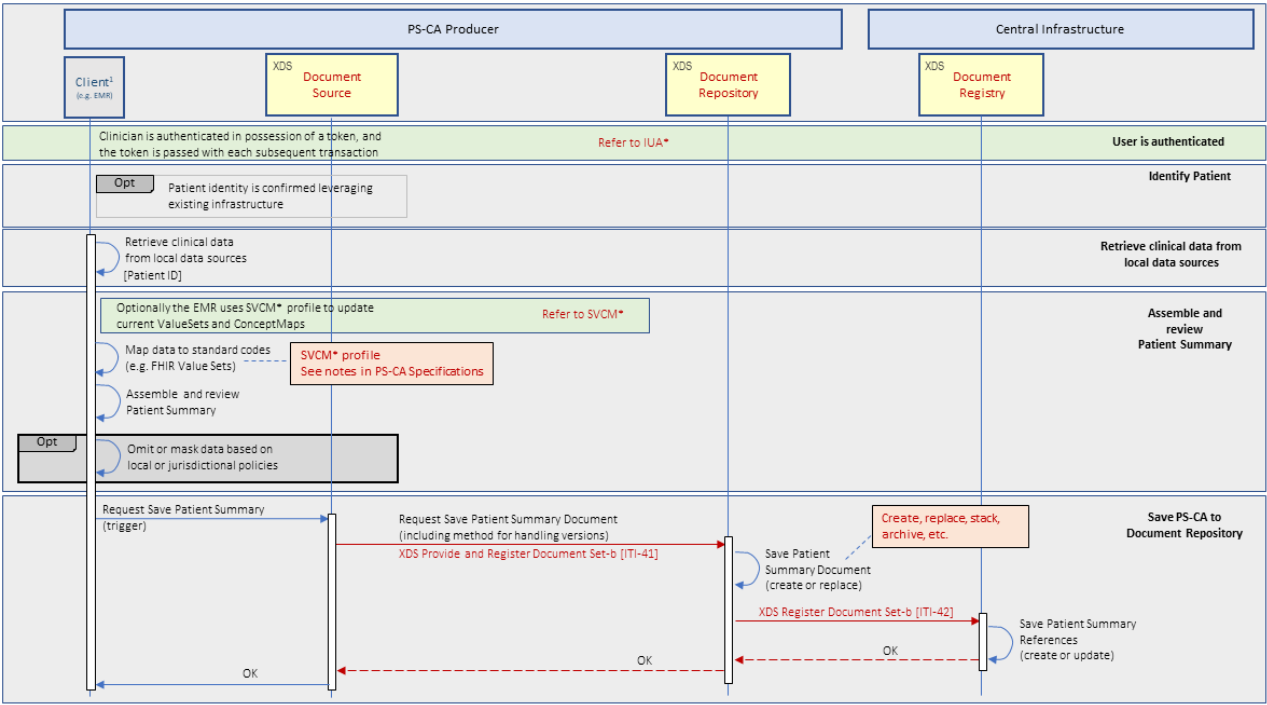 PS-CA Producer
Central Infrastructure
Client1
(e.g. EMR)
XDS
Document
Source
XDS
Document
Repository
XDS
Document
Registry
Clinician is authenticated in possession of a token, and
the token is passed with each subsequent transaction
Refer to IUA*
User is authenticated
Identify Patient
Opt
Patient identity is confirmed leveraging
existing infrastructure
Retrieve clinical data
from local data sources
[Patient ID]
Retrieve clinical data from
local data sources
Optionally the EMR uses SVCM* profile to update
current ValueSets and ConceptMaps
Refer to SVCM*
Assemble and
review
Patient Summary
Map data to standard codes
(e.g. FHIR Value Sets)
SVCM* profile
See notes in PS-CA Specifications
Assemble and review
Patient Summary
Opt
Omit or mask data based on
local or jurisdictional policies
Request Save Patient Summary
(trigger)
Request Save Patient Summary Document
(including method for handling versions)
XDS Provide and Register Document Set-b [ITI-41]
Create, replace, stack,
archive, etc.
Save PS-CA to
Document Repository
Save Patient
Summary Document
(create or replace)
XDS Register Document Set-b [ITI-42]
Save Patient Summary
References
(create or update)
OK
OK
OK